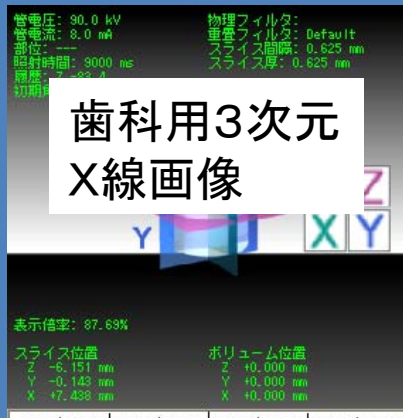 管電圧: 90.0 kV
管電流: 8.0 mA
部位: ---
照射時間: 9000 ms
履歴: Z -83.4
物理フィルタ:
重畳フィルタ: Default
スライス間隔: 0.625 mm
スライス厚: 0.625 mm
歯科用３次元
X線画像
Z
Y
X Y
表示倍率: 87.69%
スライス位置
Z -6.151 mm
Y -0.143 mm
X +7.438 mm
ボリューム位置
Z +0.000 mm
Y +0.000 mm
X +0.000 mm